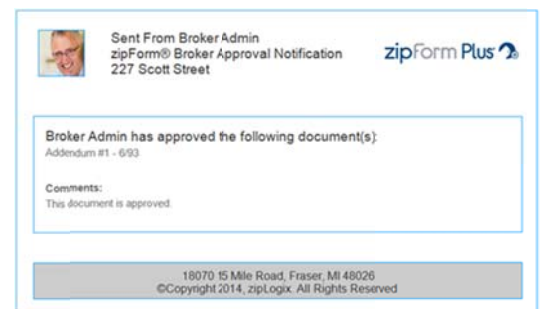 Sent From Broker Admin
zipForm® Broker Approval Notification
227 Scott Street
zipForm Plus
Broker Admin has approved the following document(s):
Addendum #1 - 6/93
Comments:
This document is approved.
18070 15 Mile Road, Fraser, MI 48026
©Copyright 2014, zipLogix. All Rights Reserved